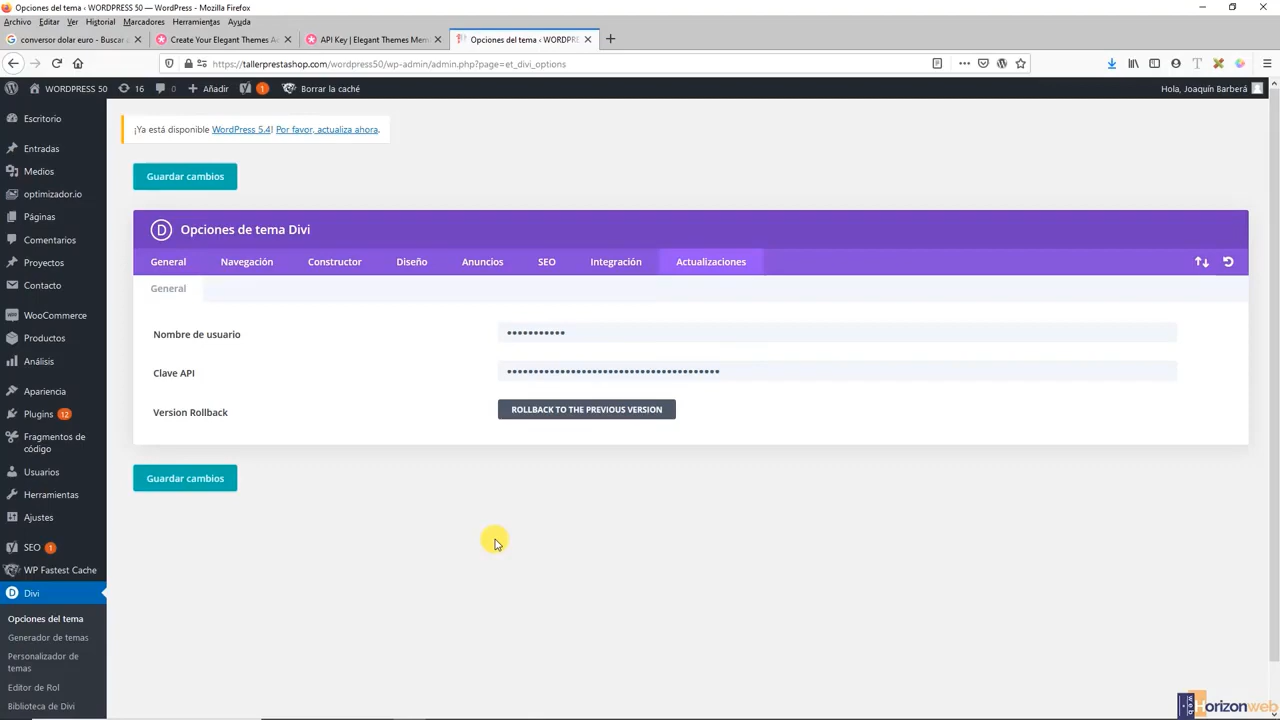 Opciones del tema ‹ WORDPRESS 50 — WordPress - Mozilla Firefox
Archivo Editar Ver Historial Marcadores Herramientas Ayuda
conversor dolar euro - Buscar
Create Your Elegant Themes A
API Key | Elegant Themes Mem
Opciones del tema ‹ WORDPRE
https://tallerprestashop.com/wordpress50/wp-admin/admin.php?page=et_divi_options
WORDPRESS 50 16 0 Añadir 1 Borrar la caché
Hola, Joaquín Barberá
Escritorio
Entradas
Medios
optimizador.io
Páginas
Comentarios
Proyectos
Contacto
WooCommerce
Productos
Análisis
Apariencia
Plugins 12
Fragmentos de
código
Usuarios
Herramientas
Ajustes
SEO 1
WP Fastest Cache
Divi
Opciones del tema
Generador de temas
Personalizador de
temas
Editor de Rol
Biblioteca de Divi
¡Ya está disponible WordPress 5.4! Por favor, actualiza ahora.
Guardar cambios
D Opciones de tema Divi
General Navegación Constructor Diseño Anuncios SEO Integración Actualizaciones
General
Nombre de usuario
Clave API
Version Rollback ROLLBACK TO THE PREVIOUS VERSION
Guardar cambios
Horizonweb